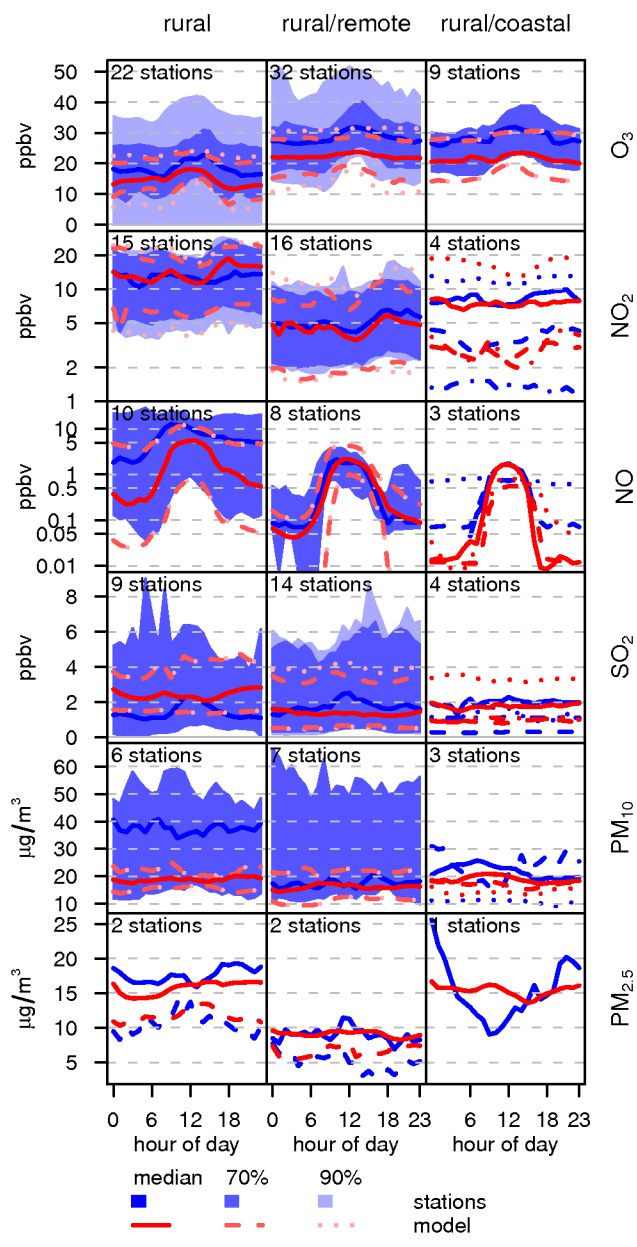 rural rural/remote rural/coastal
22 stations 32 stations 9 stations
50
40
30
20
10
0
ppbv
O3
15 stations 16 stations 4 stations
20
10
5
2
1
ppbv
NO2
10 stations 8 stations 3 stations
10
5
1
0.5
0.1
0.05
0.01
ppbv
NO
9 stations 14 stations 4 stations
8
6
4
2
0
ppbv
SO2
6 stations 7 stations 3 stations
60
50
40
30
20
10
µg/m3
PM10
2 stations 2 stations 1 stations
25
20
15
10
5
µg/m3
PM2.5
0 6 12 18 0 6 12 18 23 0 6 12 18 23
hour of day hour of day hour of day
median 70% 90%
stations
model